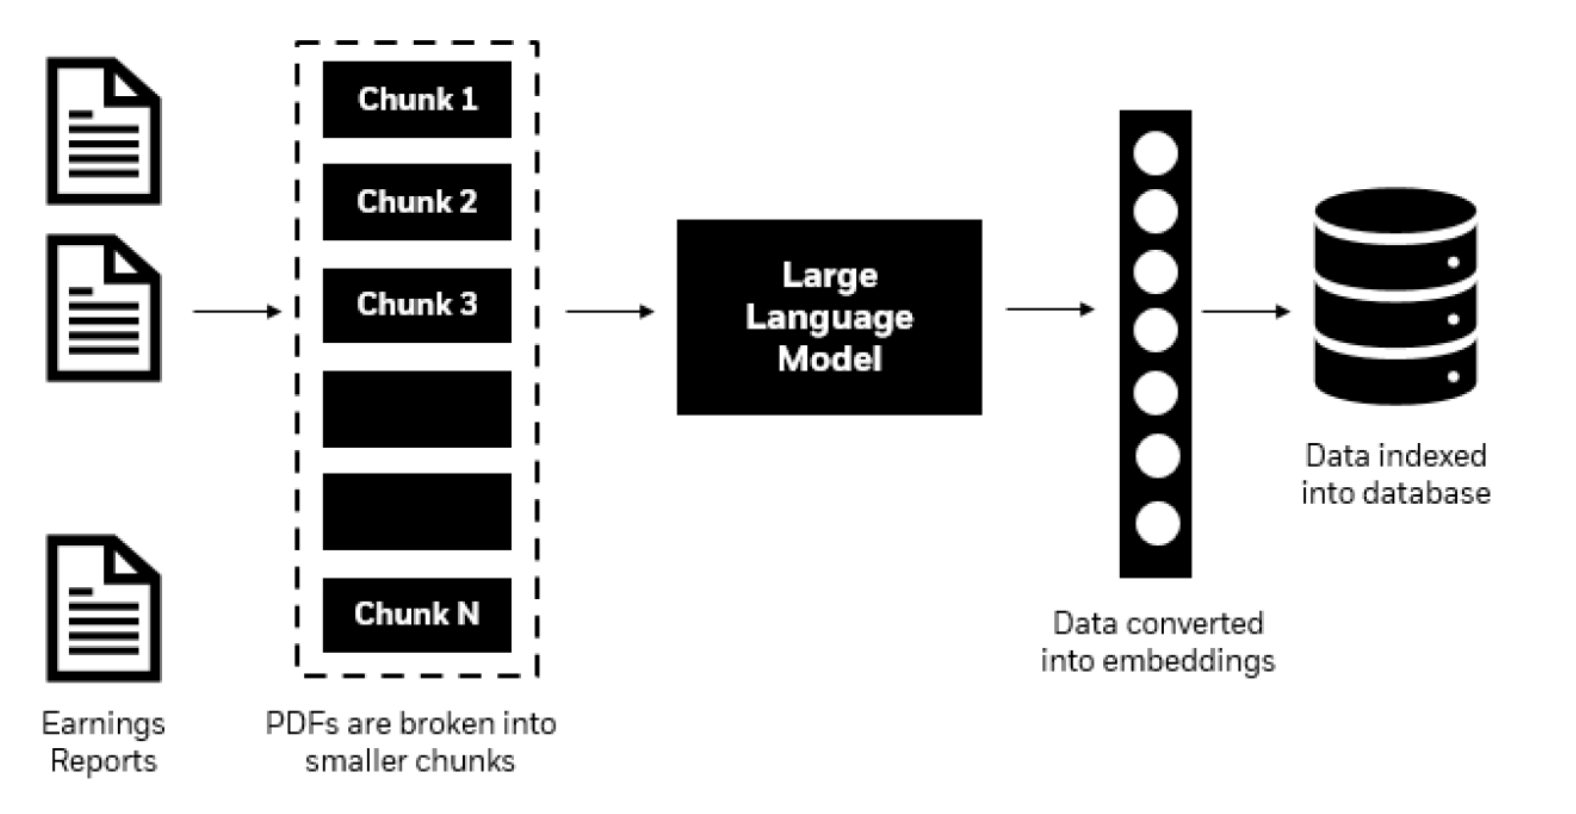 Chunk 1
Chunk 2
Chunk 3
Chunk N
Large
Language
Model
Earnings
Reports
PDFs are broken into
smaller chunks
Data converted
into embeddings
Data indexed
into database